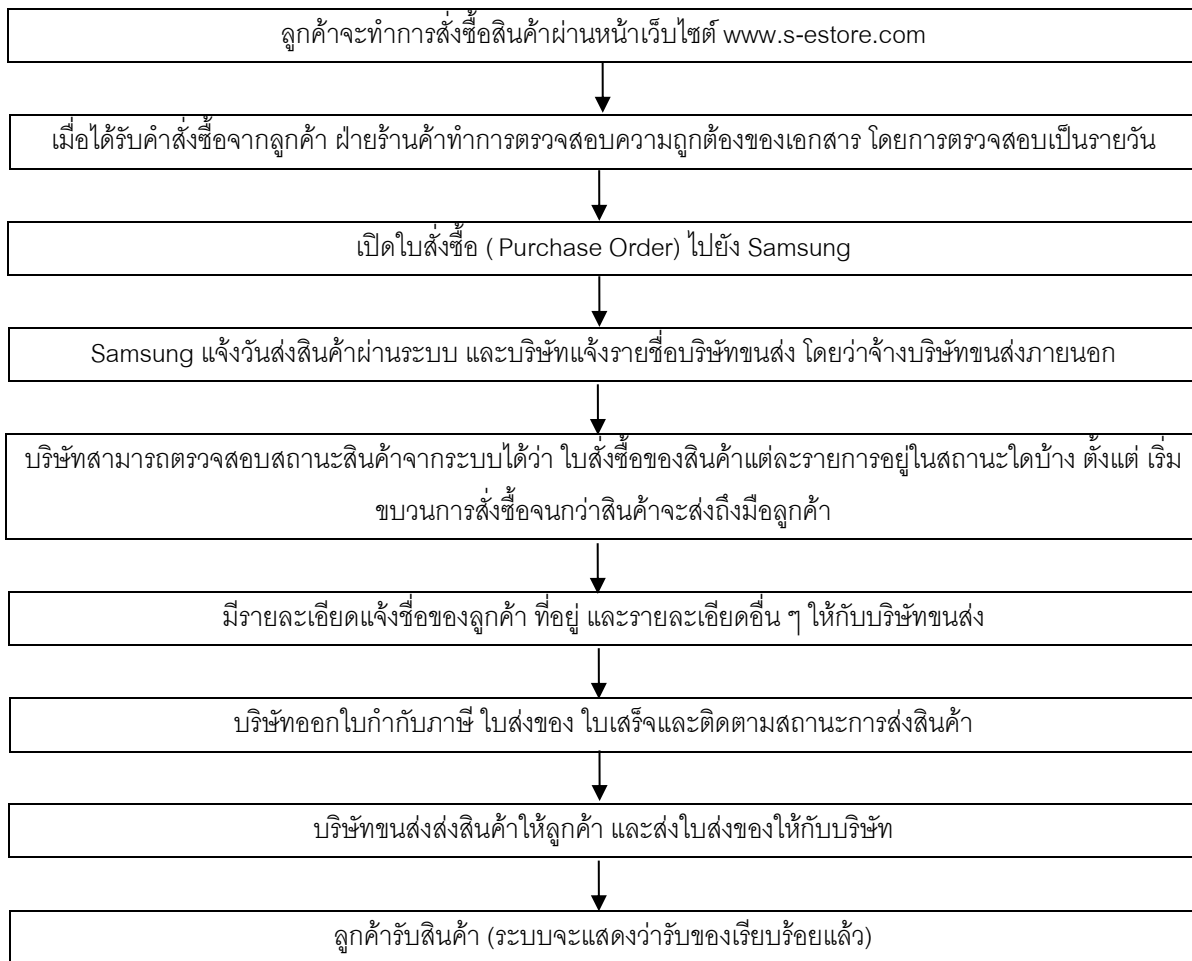 ลูกค้าจะทำการสั่งซื้อสินค้าผ่านหน้าเว็บไซต์ www.s-estore.com
เมื่อได้รับคำสั่งซื้อจากลูกค้า ฝ่ายร้านค้าทำการตรวจสอบความถูกต้องของเอกสาร โดยการตรวจสอบเป็นรายวัน
เปิดใบสั่งซื้อ ( Purchase Order) ไปยัง Samsung
Samsung แจ้งวันส่งสินค้าผ่านระบบ และบริษัทแจ้งรายชื่อบริษัทขนส่ง โดยว่าจ้างบริษัทขนส่งภายนอก
บริษัทสามารถตรวจสอบสถานะสินค้าจากระบบได้ว่า ใบสั่งซื้อของสินค้าแต่ละรายการอยู่ในสถานะใดบ้าง ตั้งแต่ เริ่ม
ขบวนการสั่งซื้อจนกว่าสินค้าจะส่งถึงมือลูกค้า
มีรายละเอียดแจ้งชื่อของลูกค้า ที่อยู่ และรายละเอียดอื่น ๆ ให้กับบริษัทขนส่ง
บริษัทออกใบกำกับภาษี ใบส่งของ ใบเสร็จและติดตามสถานะการส่งสินค้า
บริษัทขนส่งส่งสินค้าให้ลูกค้า และส่งใบส่งของให้กับบริษัท
ลูกค้ารับสินค้า (ระบบจะแสดงว่ารับของเรียบร้อยแล้ว)